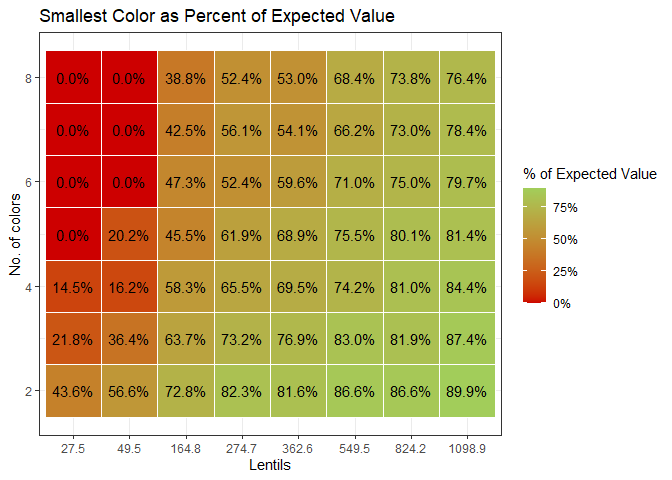 Smallest Color as Percent of Expected Value
No. of colors
8
0.0% 0.0% 38.8% 52.4% 53.0% 68.4% 73.8% 76.4%
0.0% 0.0% 42.5% 56.1% 54.1% 66.2% 73.0% 78.4%
6
0.0% 0.0% 47.3% 52.4% 59.6% 71.0% 75.0% 79.7%
0.0% 20.2% 45.5% 61.9% 68.9% 75.5% 80.1% 81.4%
4
14.5% 16.2% 58.3% 65.5% 69.5% 74.2% 81.0% 84.4%
21.8% 36.4% 63.7% 73.2% 76.9% 83.0% 81.9% 87.4%
2
43.6% 56.6% 72.8% 82.3% 81.6% 86.6% 86.6% 89.9%
27.5 49.5 164.8 274.7 362.6 549.5 824.2 1098.9
Lentils
% of Expected Value
75%
50%
25%
0%